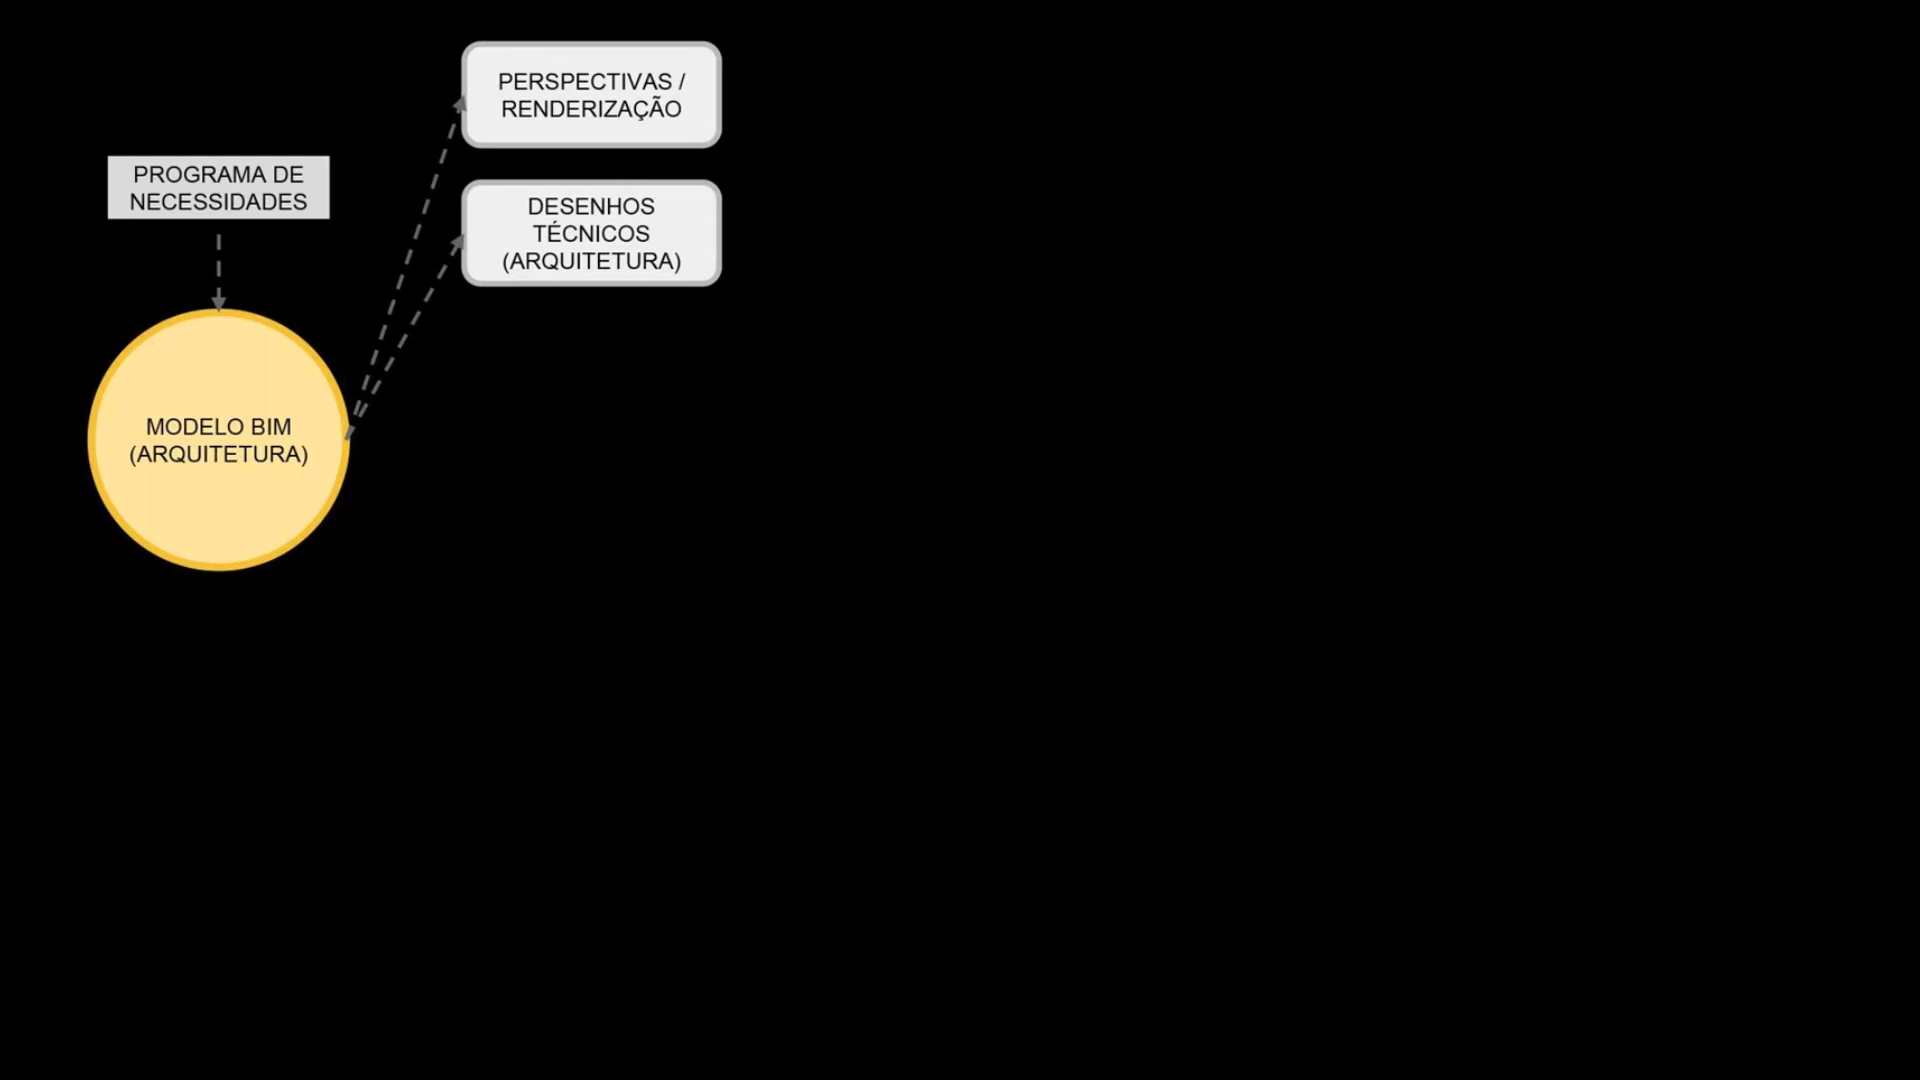 PERSPECTIVAS /
RENDERIZAÇÃO
PROGRAMA DE
NECESSIDADES
DESENHOS
TÉCNICOS
(ARQUITETURA)
MODELO BIM
(ARQUITETURA)